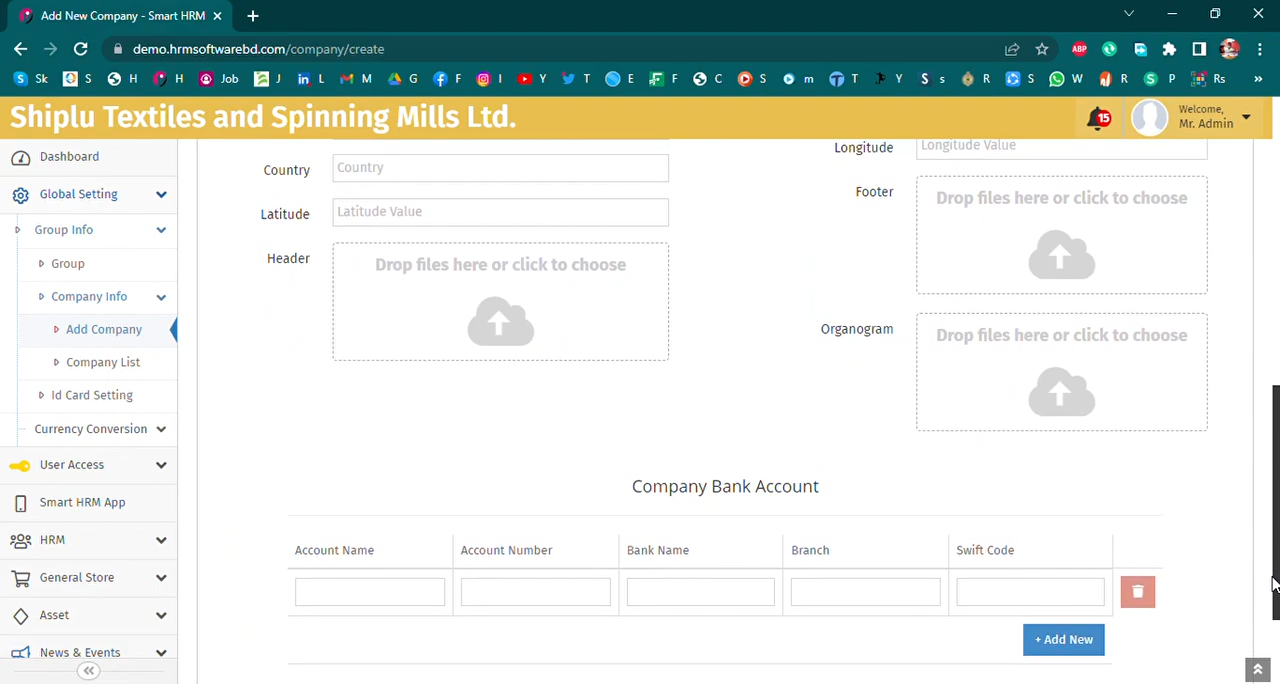 Add New Company - Smart HRM
demo.hrmsoftwarebd.com/company/create
ABP
Sk S H H Job J L M G F I Y T E F C S m T Y s R S W R S P Rs »
Shiplu Textiles and Spinning Mills Ltd.
15
Welcome,
Mr. Admin
Dashboard
Global Setting
Group Info
Group
Company Info
Add Company
Company List
Id Card Setting
Currency Conversion
User Access
Smart HRM App
HRM
General Store
Asset
News & Events
Country
Country
Latitude
Latitude Value
Header
Drop files here or click to choose
Longitude
Longitude Value
Footer
Drop files here or click to choose
Organogram
Drop files here or click to choose
Company Bank Account
Account Name Account Number Bank Name Branch Swift Code
+ Add New